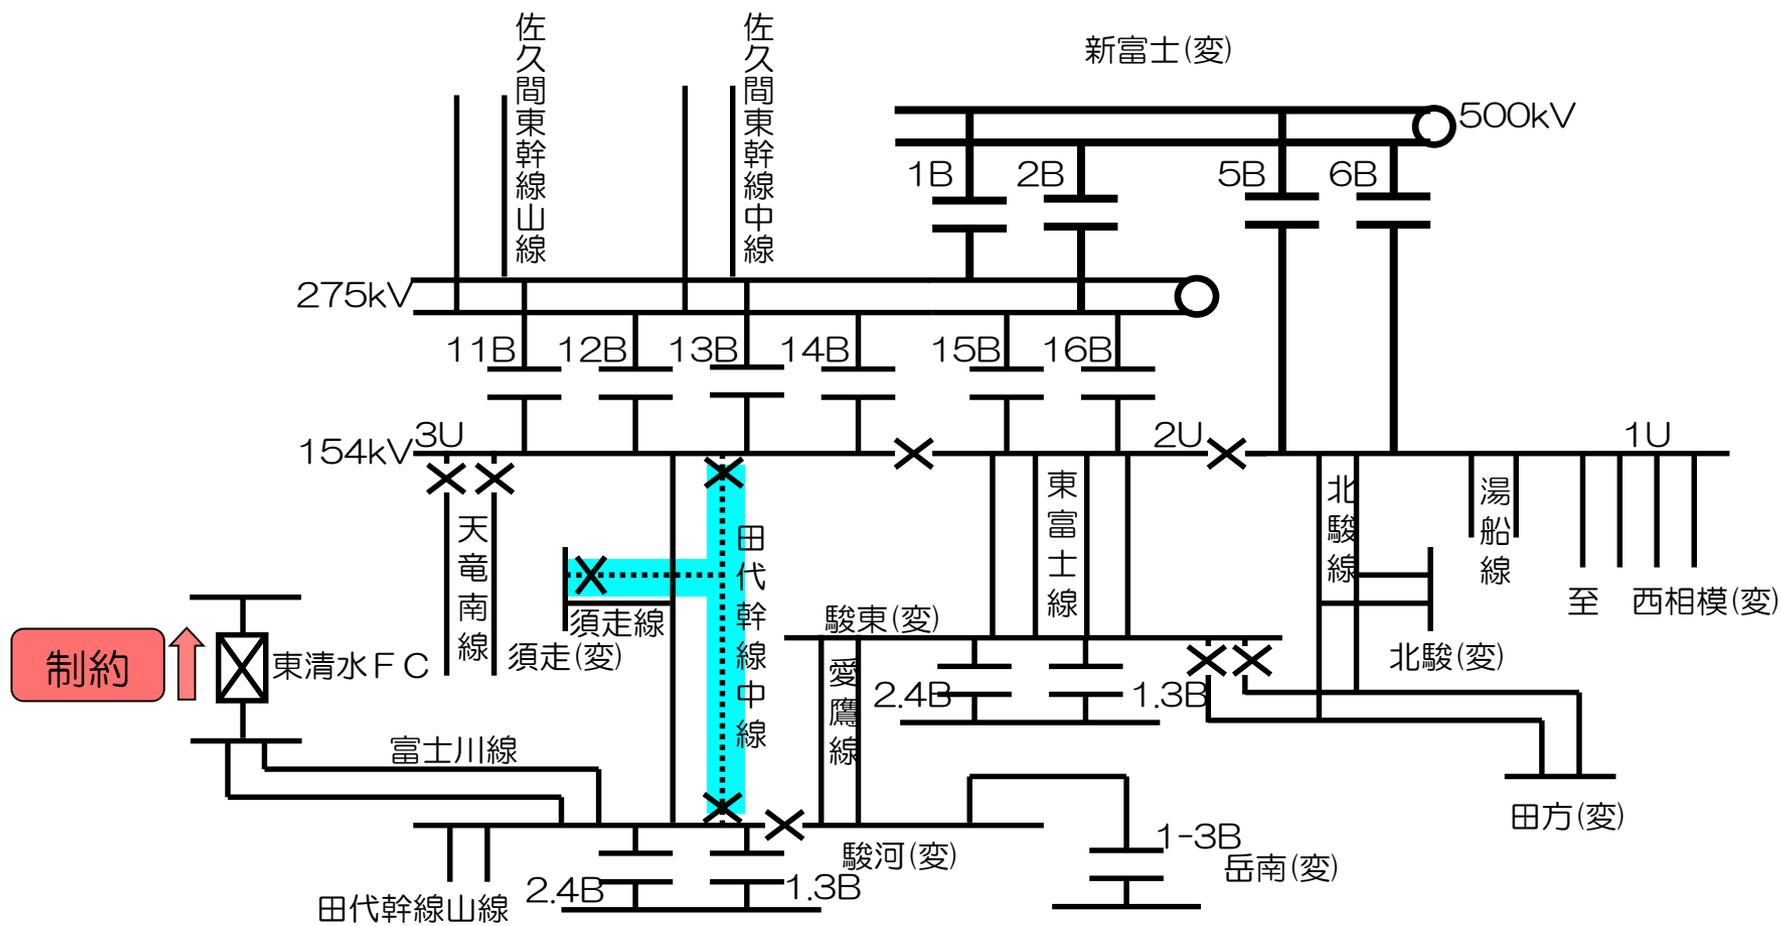 佐久間東幹線山線
佐久間東幹線中線
新富士(変)
500kV
1B
2B
5B
6B
275kV
11B
12B
13B
14B
15B
16B
154kV
3U
2U
1U
天竜南線
田代幹線中線
東富士線
北駿線
湯船線
至 西相模(変)
須走線
須走(変)
駿東(変)
北駿(変)
制約
東清水FC
愛鷹線
2.4B
1.3B
富士川線
田方(変)
1-3B
駿河(変)
岳南(変)
2.4B
1.3B
田代幹線山線